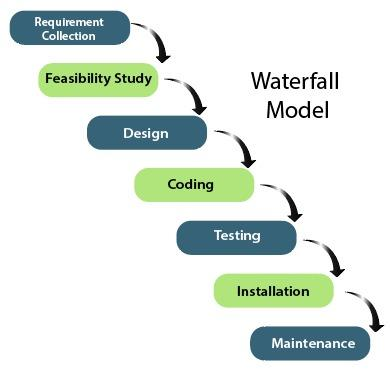 Requirement
Collection
Feasibility Study
Waterfall
Model
Design
Coding
Testing
Installation
Maintenance